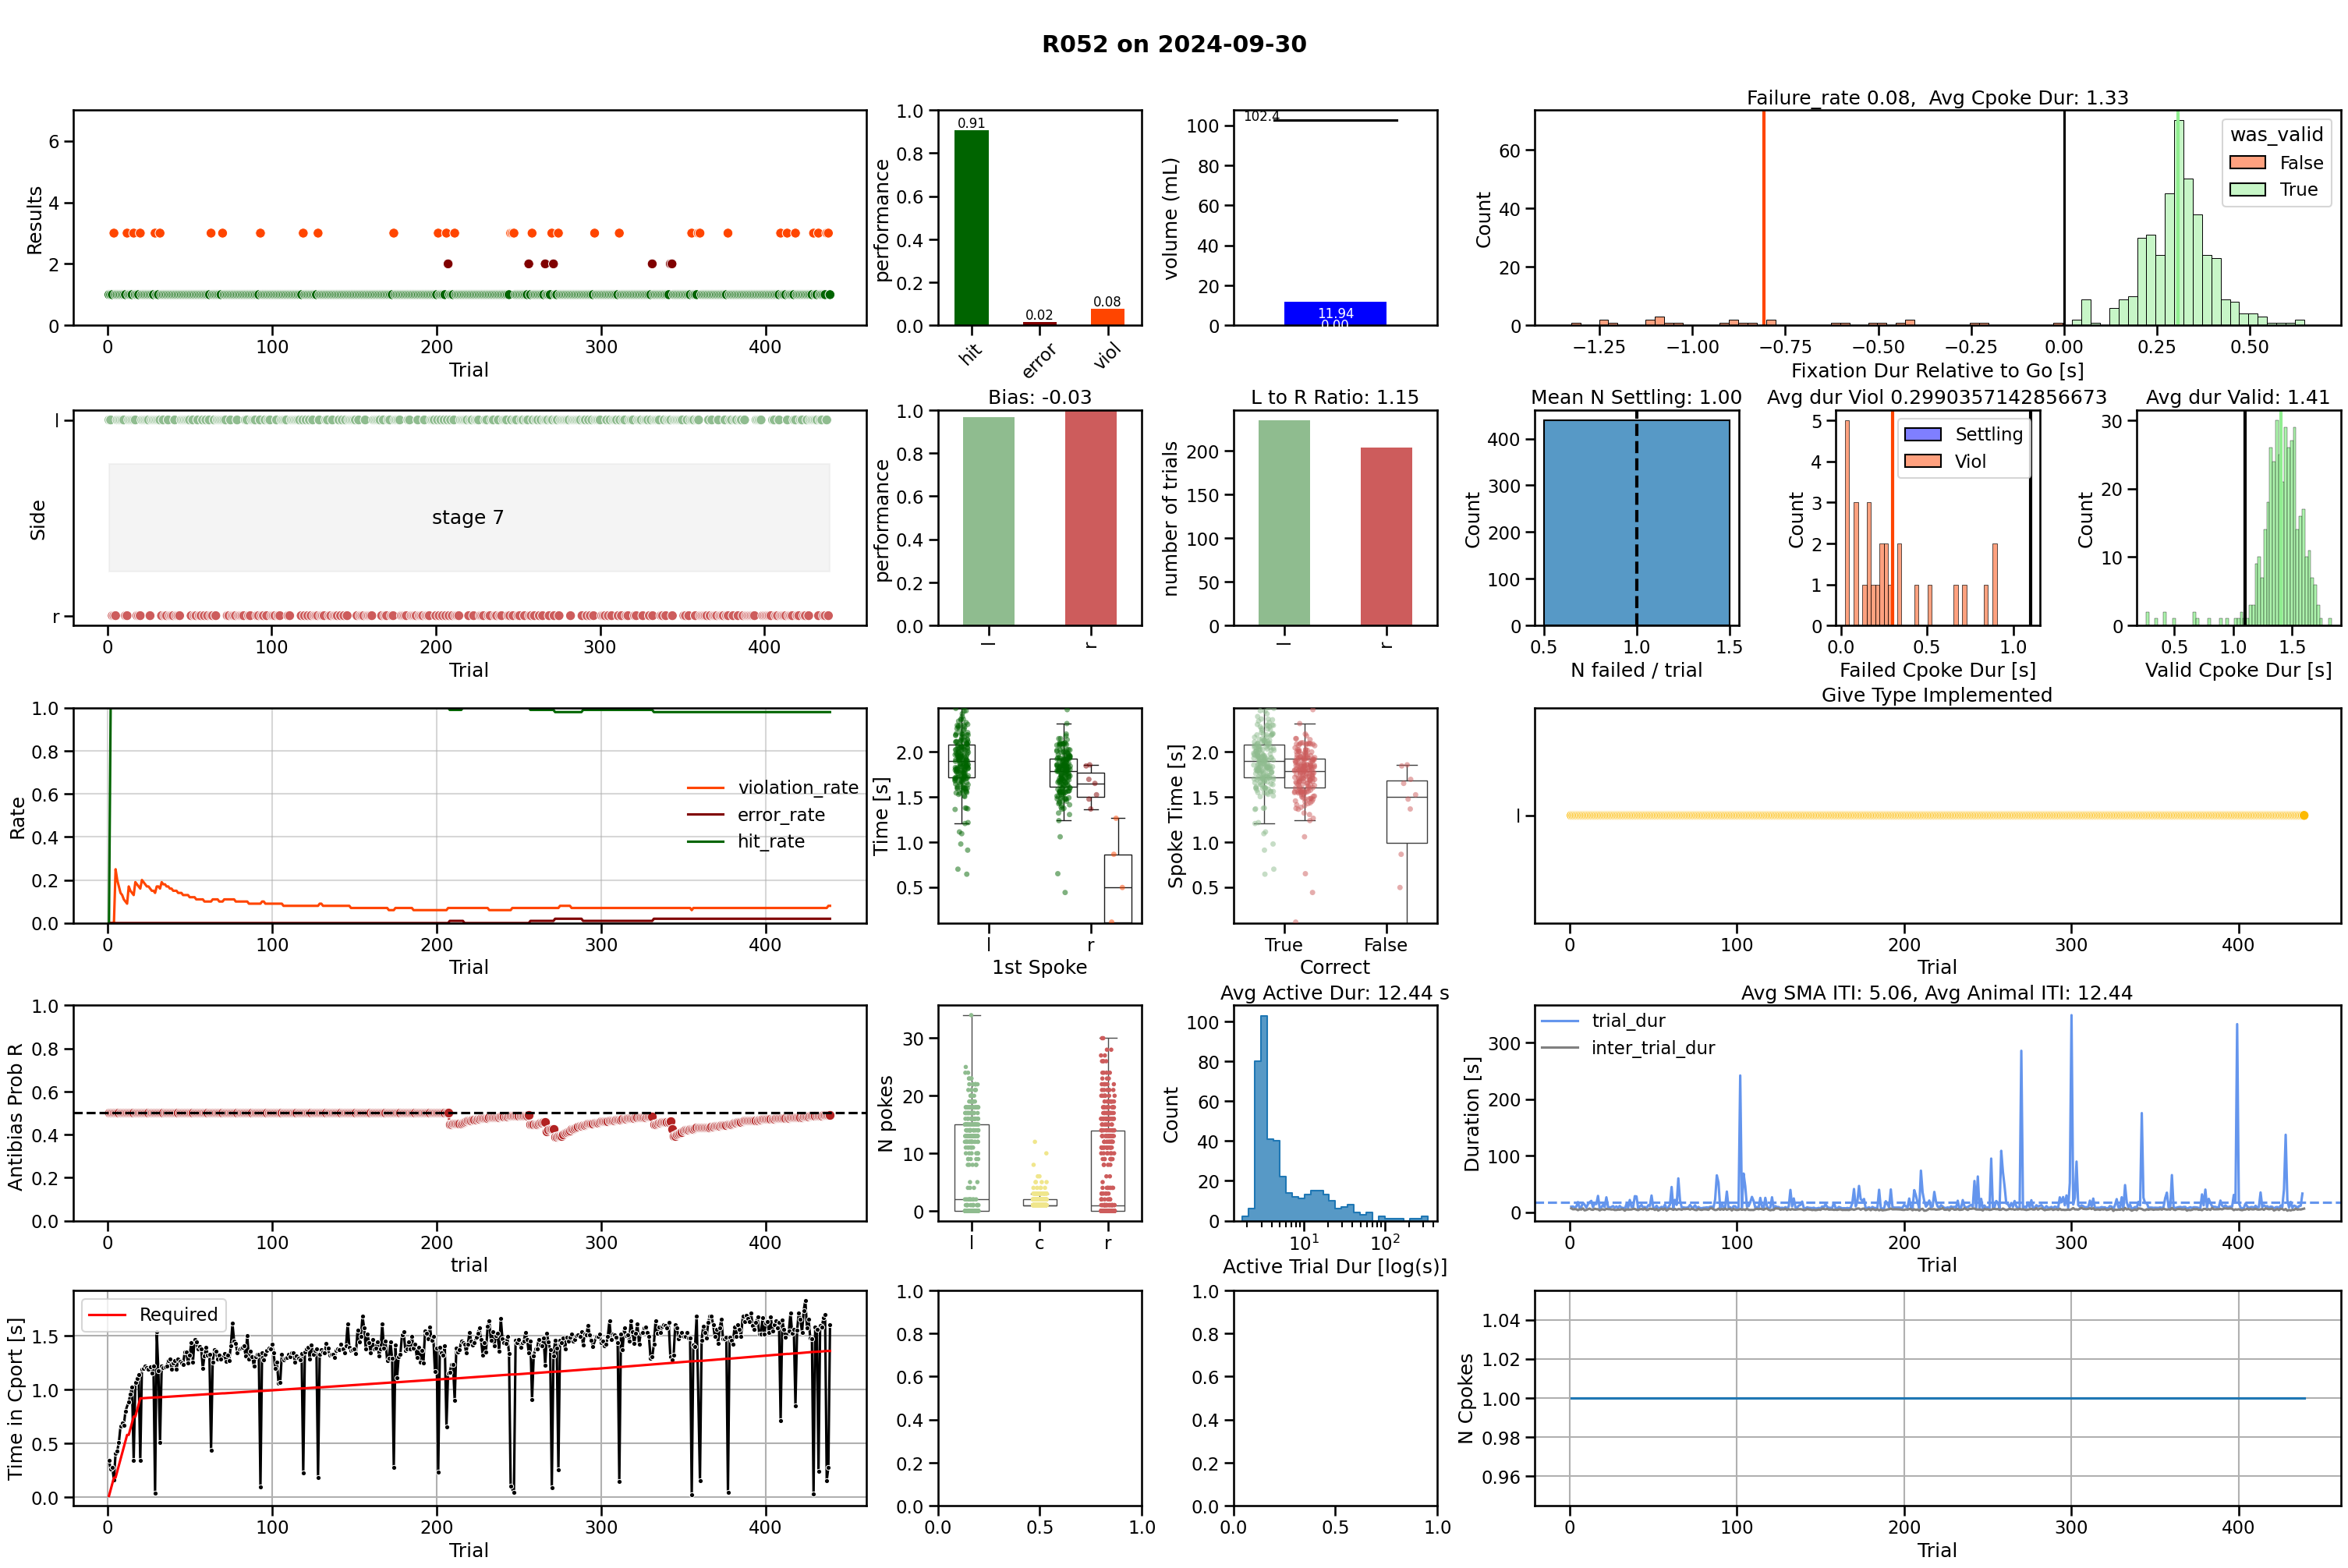 R052 on 2024-09-30
Results
6
4
2
0
0 100 200 300 400
Trial
performance
1.0
0.8
0.6
0.4
0.2
0.0
0.91
0.02
0.08
hit error viol
volume (mL)
100
80
60
40
20
0
102.4
11.94
0.00
Failure_rate 0.08, Avg Cpoke Dur: 1.33
Count
60
40
20
0
was_valid
False
True
−1.25 −1.00 −0.75 −0.50 −0.25 0.00 0.25 0.50
Fixation Dur Relative to Go [s]
Side
l
r
stage 7
0 100 200 300 400
Trial
Bias: -0.03
performance
1.0
0.8
0.6
0.4
0.2
0.0
l r
L to R Ratio: 1.15
number of trials
200
150
100
50
0
l r
Mean N Settling: 1.00
Count
400
300
200
100
0
0.5 1.0 1.5
N failed / trial
Avg dur Viol 0.2990357142856673
Count
5
4
3
2
1
0
Settling
Viol
0.0 0.5 1.0
Failed Cpoke Dur [s]
Avg dur Valid: 1.41
Count
30
20
10
0
0.5 1.0 1.5
Valid Cpoke Dur [s]
Rate
1.0
0.8
0.6
0.4
0.2
0.0
violation_rate
error_rate
hit_rate
0 100 200 300 400
Trial
Time [s]
2.0
1.5
1.0
0.5
l r
1st Spoke
Spoke Time [s]
2.0
1.5
1.0
0.5
True False
Correct
Give Type Implemented
l
0 100 200 300 400
Trial
Antibias Prob R
1.0
0.8
0.6
0.4
0.2
0.0
0 100 200 300 400
trial
N pokes
30
20
10
0
l c r
Avg Active Dur: 12.44 s
Count
100
80
60
40
20
0
10¹ 10²
Active Trial Dur [log(s)]
Avg SMA ITI: 5.06, Avg Animal ITI: 12.44
Duration [s]
300
200
100
0
trial_dur
inter_trial_dur
0 100 200 300 400
Trial
Time in Cport [s]
1.5
1.0
0.5
0.0
Required
0 100 200 300 400
Trial
1.0
0.8
0.6
0.4
0.2
0.0
0.0 0.5 1.0
1.0
0.8
0.6
0.4
0.2
0.0
0.0 0.5 1.0
N Cpokes
1.04
1.02
1.00
0.98
0.96
0 100 200 300 400
Trial